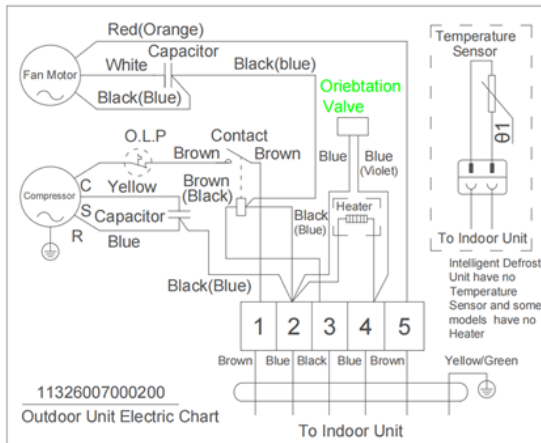 Red(Orange)
Capacitor
White
Black(blue)
Fan Motor
Black(Blue)
Oriebtation
Valve
Temperature
Sensor
θ1
O.L.P
Contact
Brown
Brown
Blue
Blue
(Violet)
Compressor
C
Yellow
Brown
(Black)
S
Capacitor
R
Blue
Black
(Blue)
Heater
Black(Blue)
To Indoor Unit
Intelligent Defrost
Unit have no
Temperature
Sensor and some
models have no
Heater
1 2 3 4 5
Brown Blue Black Blue Brown
Yellow/Green
11326007000200
Outdoor Unit Electric Chart
To Indoor Unit